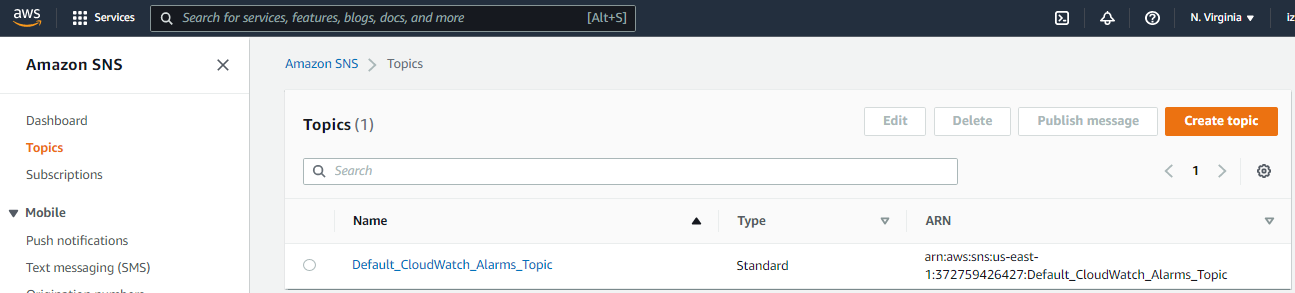 aws Services Search for services, features, blogs, docs, and more [Alt+S] N. Virginia iz
Amazon SNS
Dashboard
Topics
Subscriptions
Mobile
Push notifications
Text messaging (SMS)
Origination numbers
Amazon SNS Topics
Topics (1) Edit Delete Publish message Create topic
Search 1
Name Type ARN
Default_CloudWatch_Alarms_Topic Standard arn:aws:sns:us-east-
1:372759426427:Default_CloudWatch_Alarms_Topic